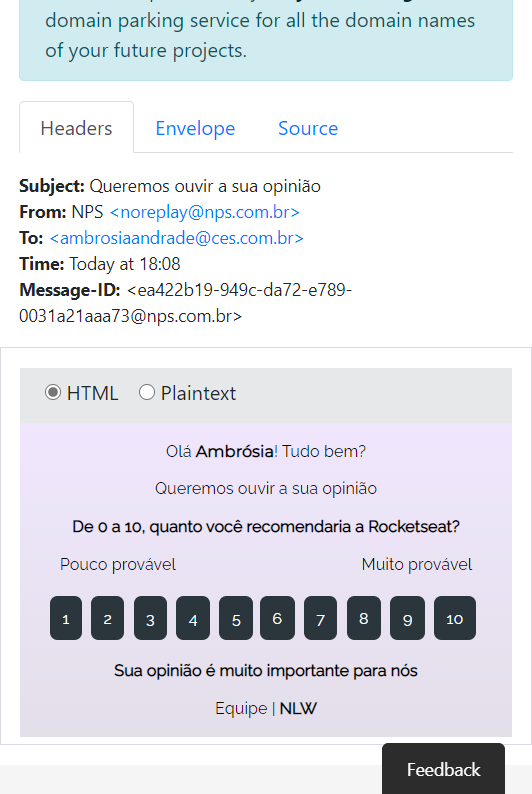 domain parking service for all the domain names
of your future projects.
Headers Envelope Source
Subject: Queremos ouvir a sua opinião
From: NPS <noreplay@nps.com.br>
To: <ambrosiaandrade@ces.com.br>
Time: Today at 18:08
Message-ID: <ea422b19-949c-da72-e789-
0031a21aaa73@nps.com.br>
HTML Plaintext
Olá Ambrósia! Tudo bem?
Queremos ouvir a sua opinião
De 0 a 10, quanto você recomendaria a Rocketseat?
Pouco provável Muito provável
1 2 3 4 5 6 7 8 9 10
Sua opinião é muito importante para nós
Equipe | NLW
Feedback